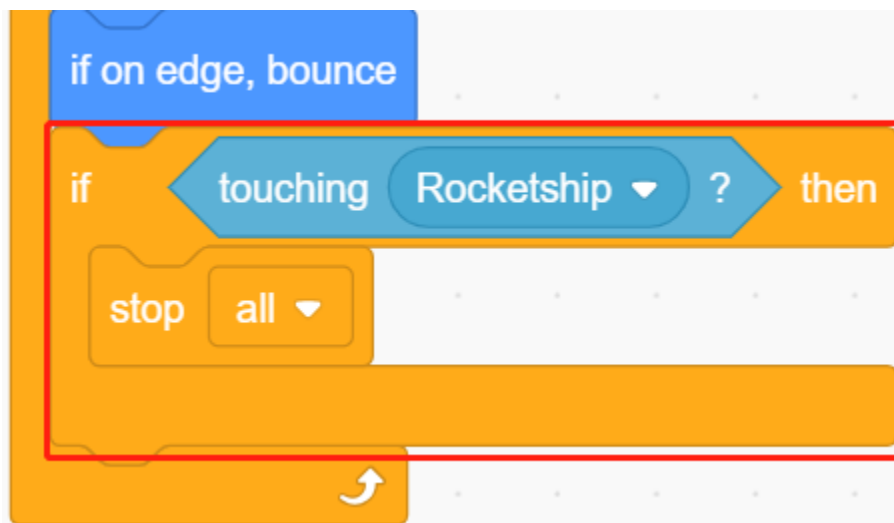 if on edge, bounce
if touching Rocketship ? then
stop all